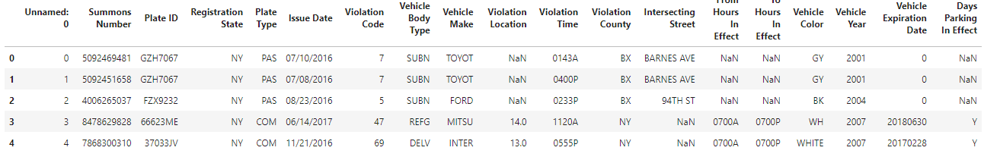 Unnamed: 0 Summons Number Plate ID Registration State Plate Type Issue Date Violation Code Vehicle Body Type Vehicle Make Violation Location Violation Time Violation County Intersecting Street From Hours In Effect To Hours In Effect Vehicle Color Vehicle Year Vehicle Expiration Date Days Parking In Effect
0 0 5092469481 GZH7067 NY PAS 07/10/2016 7 SUBN TOYOT NaN 0143A BX BARNES AVE NaN NaN GY 2001 0 NaN
1 1 5092451658 GZH7067 NY PAS 07/08/2016 7 SUBN TOYOT NaN 0400P BX BARNES AVE NaN NaN GY 2001 0 NaN
2 2 4006265037 FZX9232 NY PAS 08/23/2016 5 SUBN FORD NaN 0233P BX 94TH ST NaN NaN BK 2004 0 NaN
3 3 8478629828 66623ME NY COM 06/14/2017 47 REFG MITSU 14.0 1120A NY NaN 0700A 0700P WH 2007 20180630 Y
4 4 7868300310 37033JV NY COM 11/21/2016 69 DELV INTER 13.0 0555P NY NaN 0700A 0700P WHITE 2007 20170228 Y